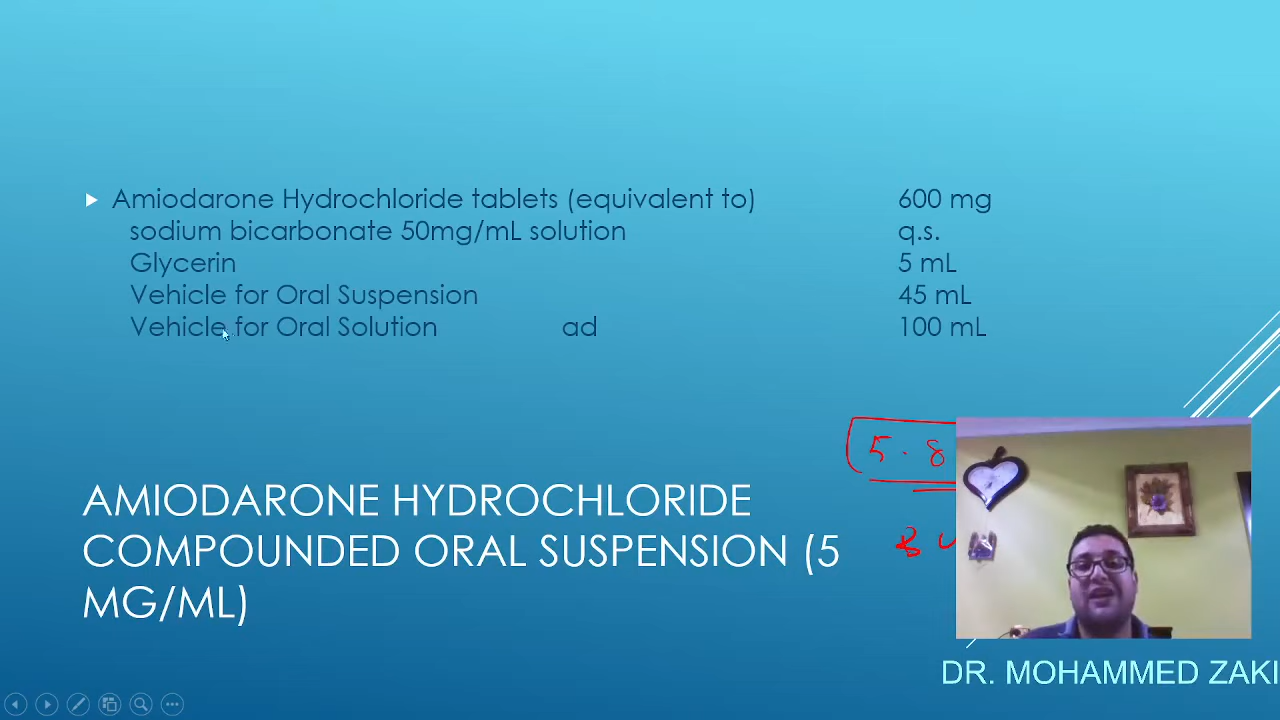 Amiodarone Hydrochloride tablets (equivalent to) 600 mg
sodium bicarbonate 50mg/mL solution q.s.
Glycerin 5 mL
Vehicle for Oral Suspension 45 mL
Vehicle for Oral Solution ad 100 mL
5.8
AMIODARONE HYDROCHLORIDE
COMPOUNDED ORAL SUSPENSION (5
MG/ML)
DR. MOHAMMED ZAKI